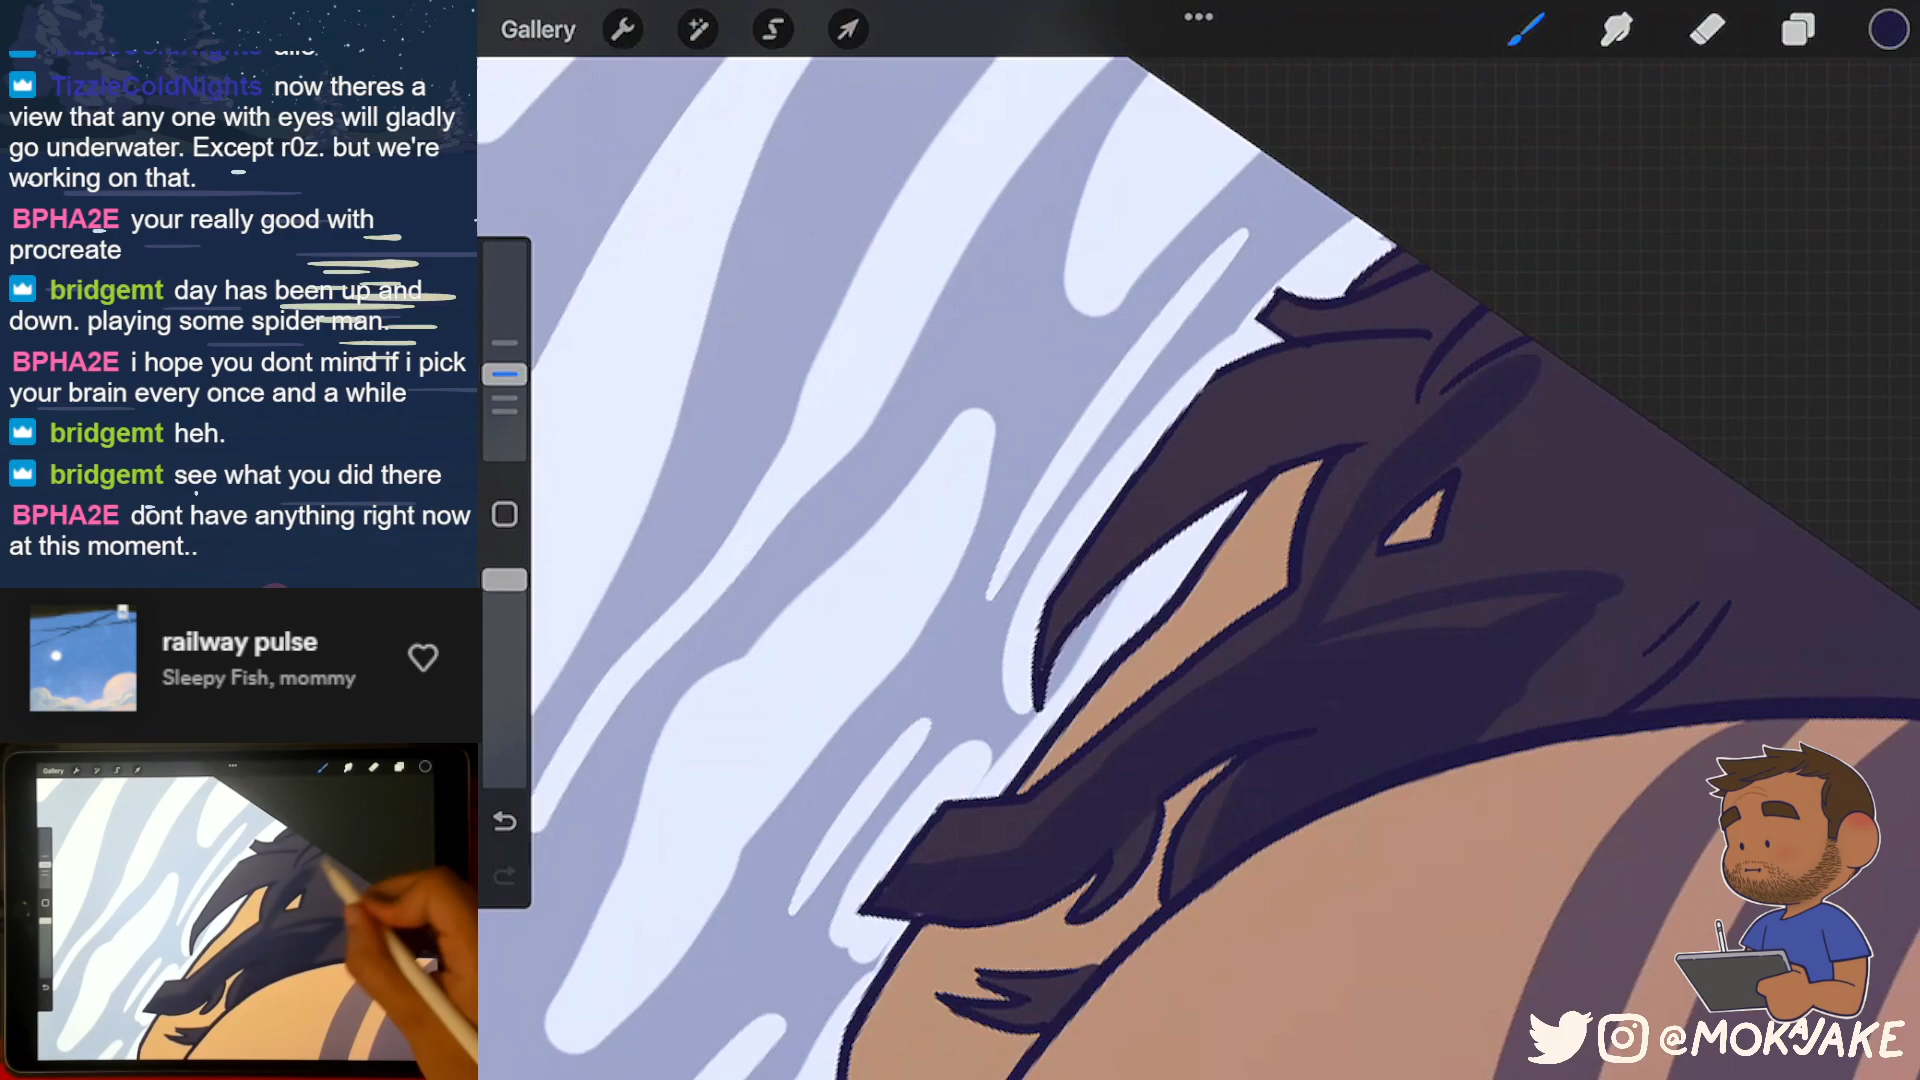 Gallery
TizzleColdNights now theres a
view that any one with eyes will gladly
go underwater. Except r0z. but we're
working on that.
BPHA2E your really good with
procreate
bridgemt day has been up and
down. playing some spider man.
BPHA2E i hope you dont mind if i pick
your brain every once and a while
bridgemt heh.
bridgemt see what you did there
BPHA2E dont have anything right now
at this moment..
railway pulse
Sleepy Fish, mommy
Gallery
@MOKAJAKE